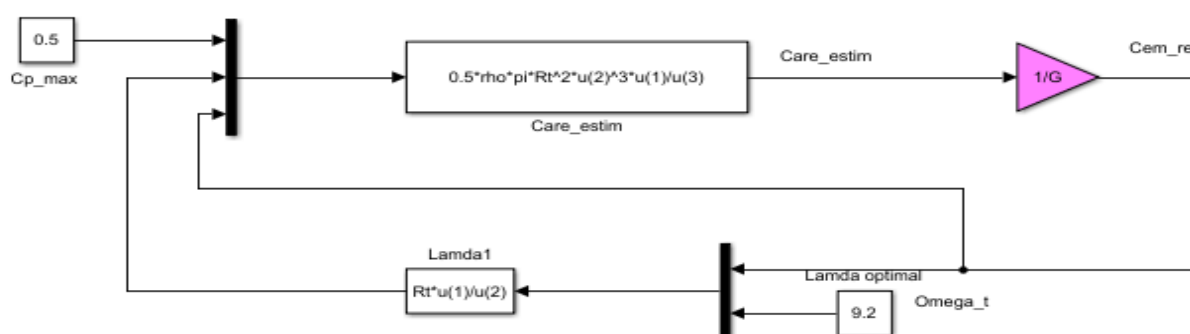 0.5
Cp_max
0.5*rho*pi*Rt^2*u(2)^3*u(1)/u(3)
Care_estim
Care_estim
1/G
Cem_re
Lamda1
Rt*u(1)/u(2)
Lamda optimal
9.2
Omega_t